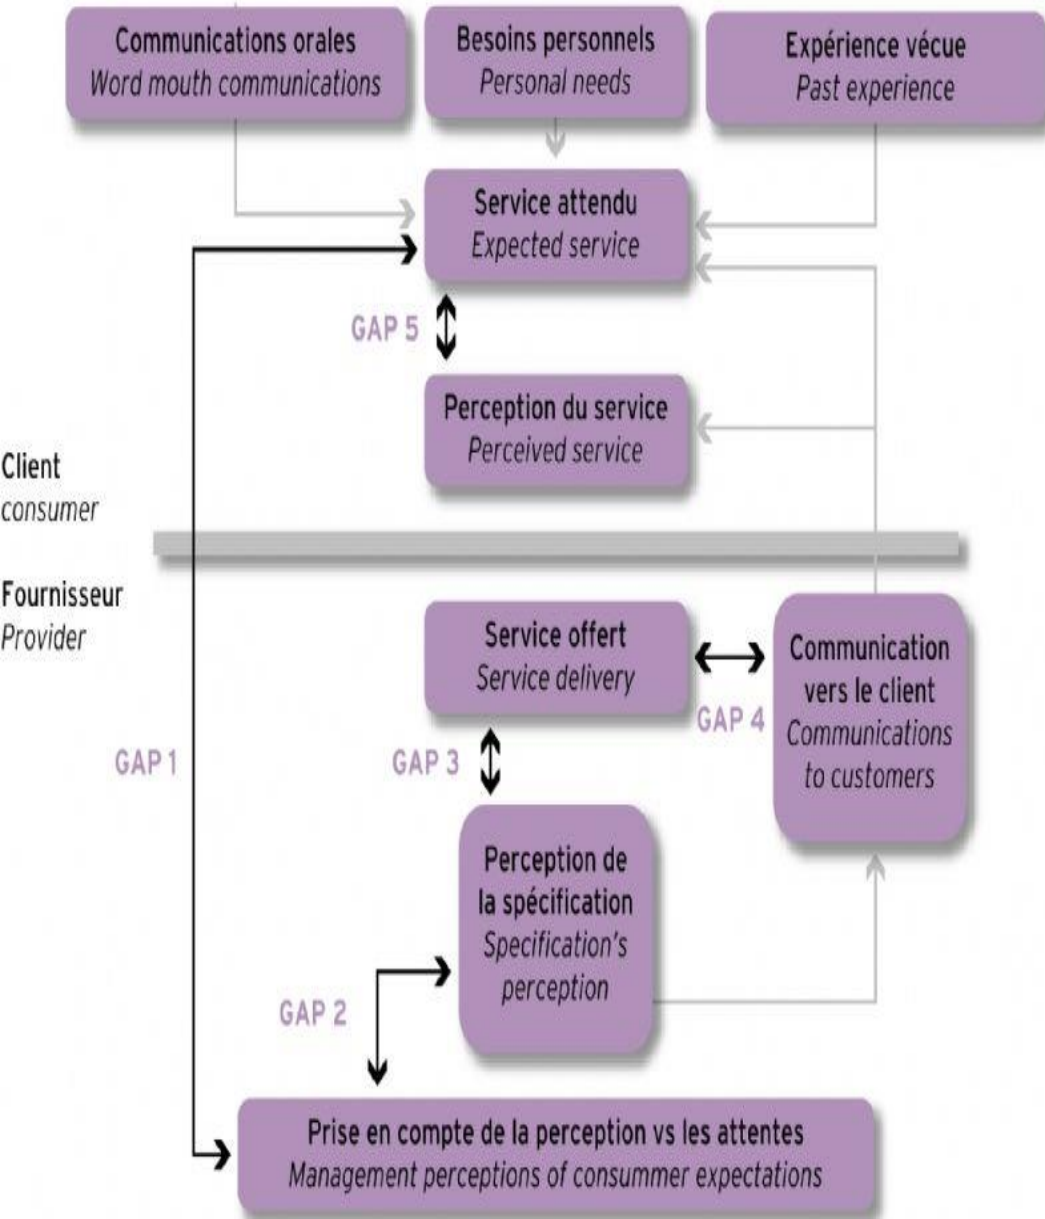 Communications orales
Word mouth communications
Besoins personnels
Personal needs
Expérience vécue
Past experience
Service attendu
Expected service
GAP 5
Perception du service
Perceived service
Client
consumer
Fournisseur
Provider
Service offert
Service delivery
Communication
vers le client
Communications
to customers
GAP 4
GAP 1
GAP 3
Perception de
la spécification
Specification's
perception
GAP 2
Prise en compte de la perception vs les attentes
Management perceptions of consummer expectations